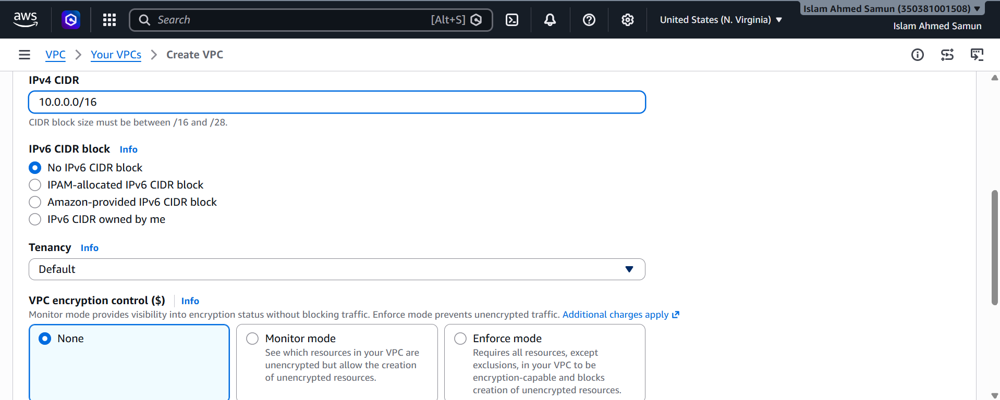 aws
Search [Alt+S]
United States (N. Virginia)
Islam Ahmed Samun (350381001508)
Islam Ahmed Samun
VPC
Your VPCs
Create VPC
IPv4 CIDR
10.0.0.0/16
CIDR block size must be between /16 and /28.
IPv6 CIDR block Info
No IPv6 CIDR block
IPAM-allocated IPv6 CIDR block
Amazon-provided IPv6 CIDR block
IPv6 CIDR owned by me
Tenancy Info
Default
VPC encryption control ($) Info
Monitor mode provides visibility into encryption status without blocking traffic. Enforce mode prevents unencrypted traffic. Additional charges apply
None
Monitor mode
See which resources in your VPC are
unencrypted but allow the creation
of unencrypted resources.
Enforce mode
Requires all resources, except
exclusions, in your VPC to be
encryption-capable and blocks
creation of unencrypted resources.